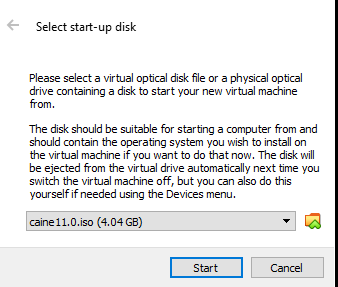 Select start-up disk
Please select a virtual optical disk file or a physical optical
drive containing a disk to start your new virtual machine
from.
The disk should be suitable for starting a computer from and
should contain the operating system you wish to install on
the virtual machine if you want to do that now. The disk will
be ejected from the virtual drive automatically next time you
switch the virtual machine off, but you can also do this
yourself if needed using the Devices menu.
caine11.0.iso (4.04 GB)
Start Cancel